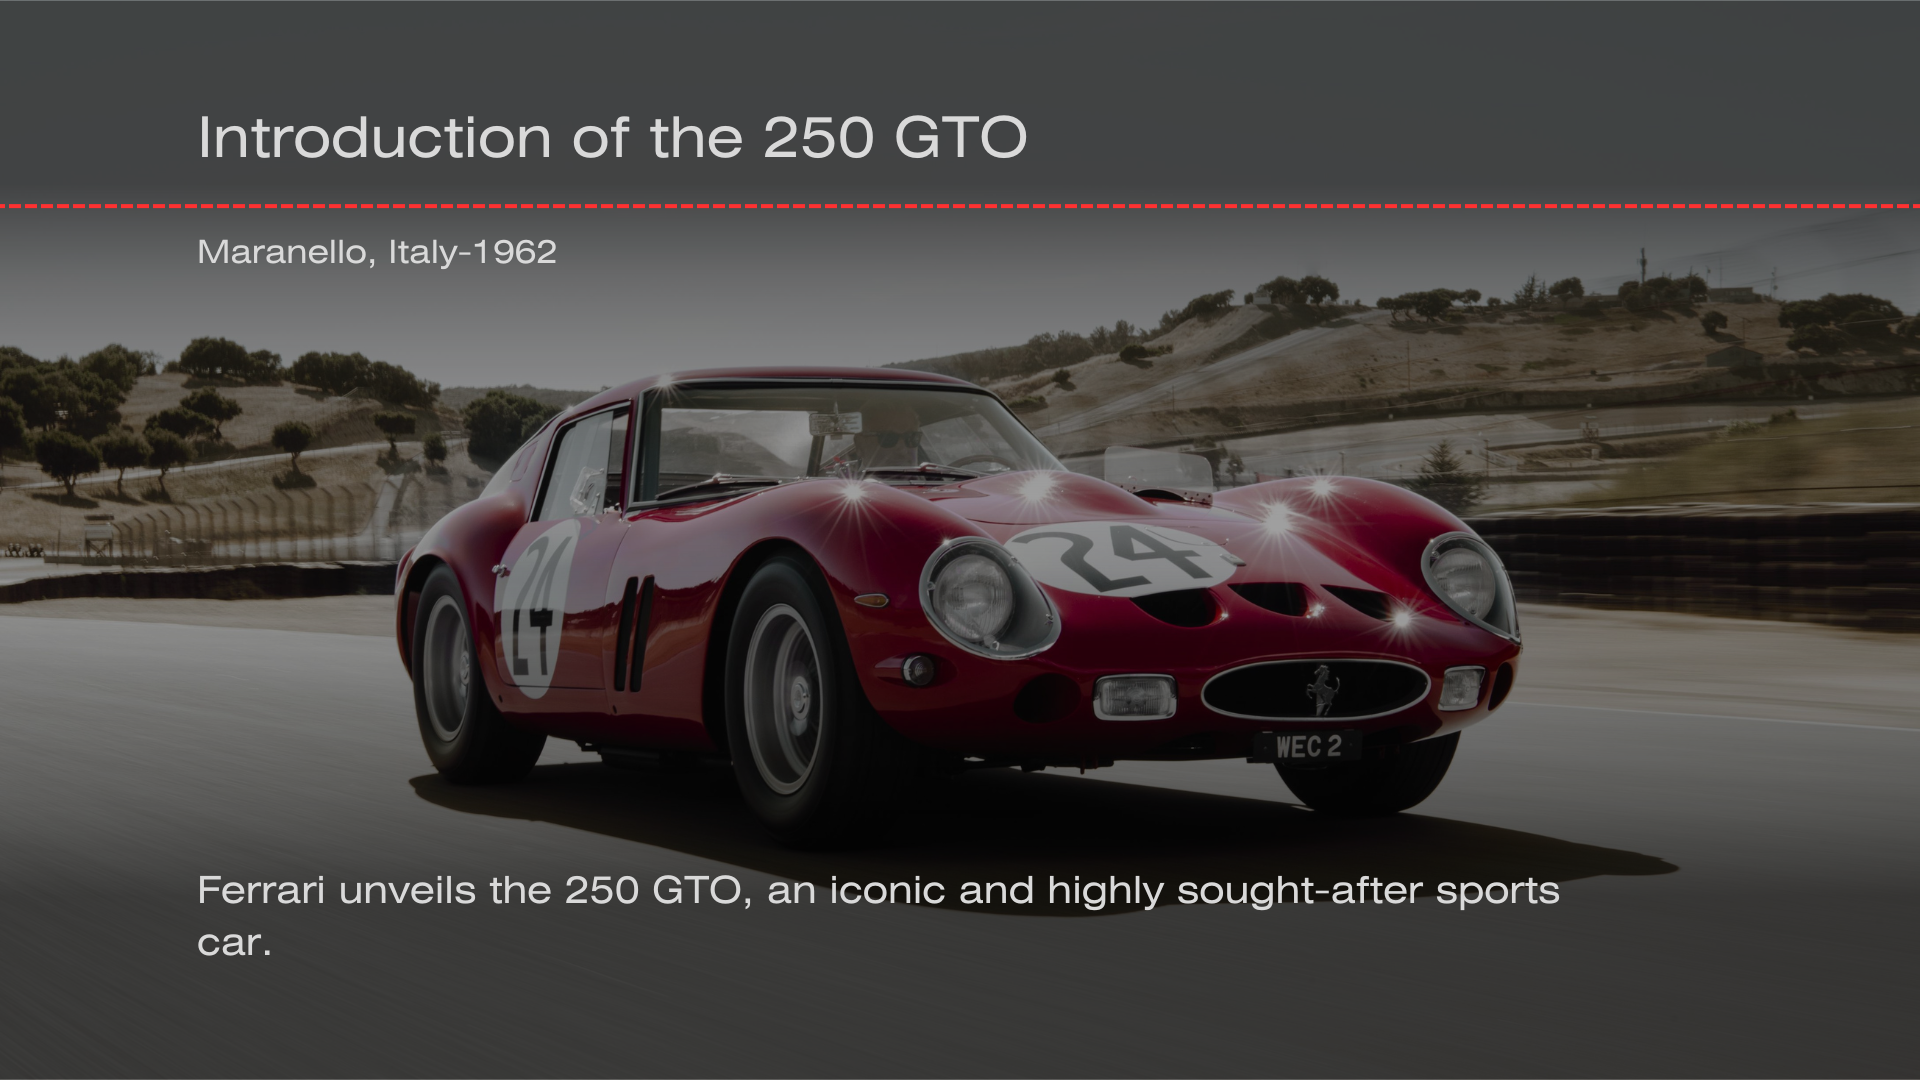 Introduction of the 250 GTO
Maranello, Italy-1962
24
24
WEC 2
Ferrari unveils the 250 GTO, an iconic and highly sought-after sports
car.